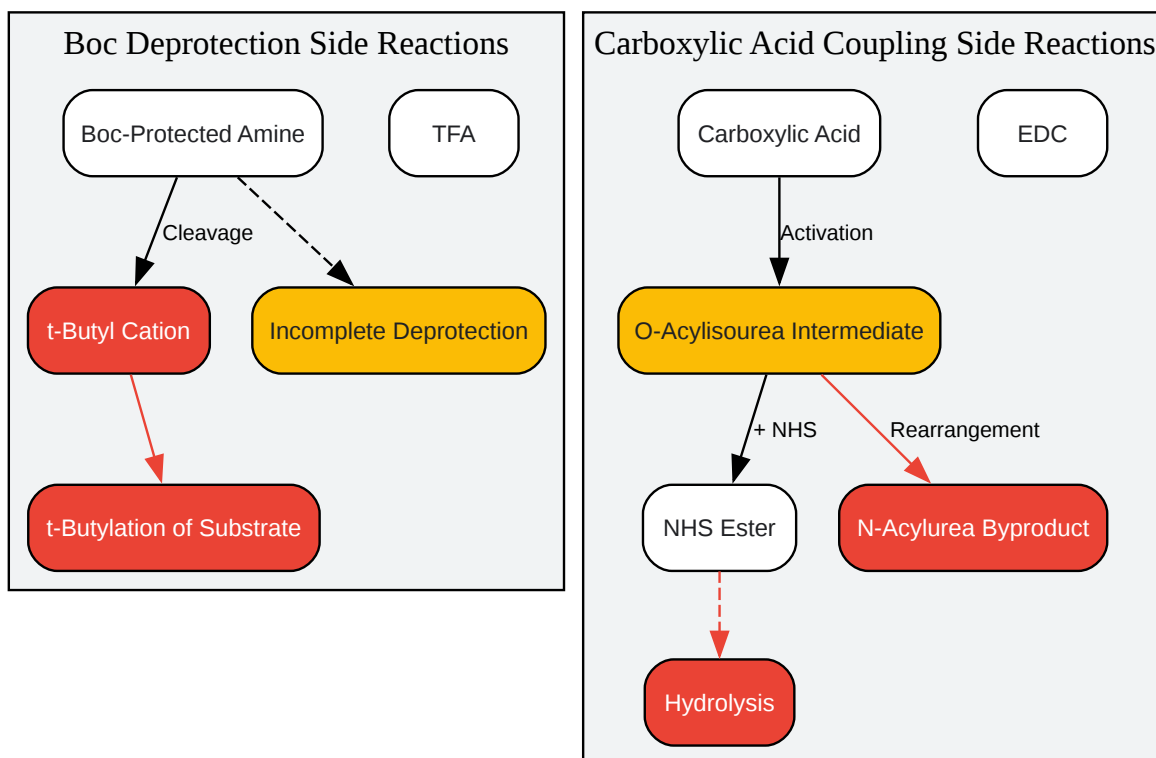 Boc Deprotection Side Reactions
Boc-Protected Amine
TFA
Cleavage
t-Butyl Cation
Incomplete Deprotection
t-Butylation of Substrate
Carboxylic Acid Coupling Side Reactions
Carboxylic Acid
EDC
Activation
O-Acylisourea Intermediate
+ NHS
Rearrangement
NHS Ester
N-Acylurea Byproduct
Hydrolysis